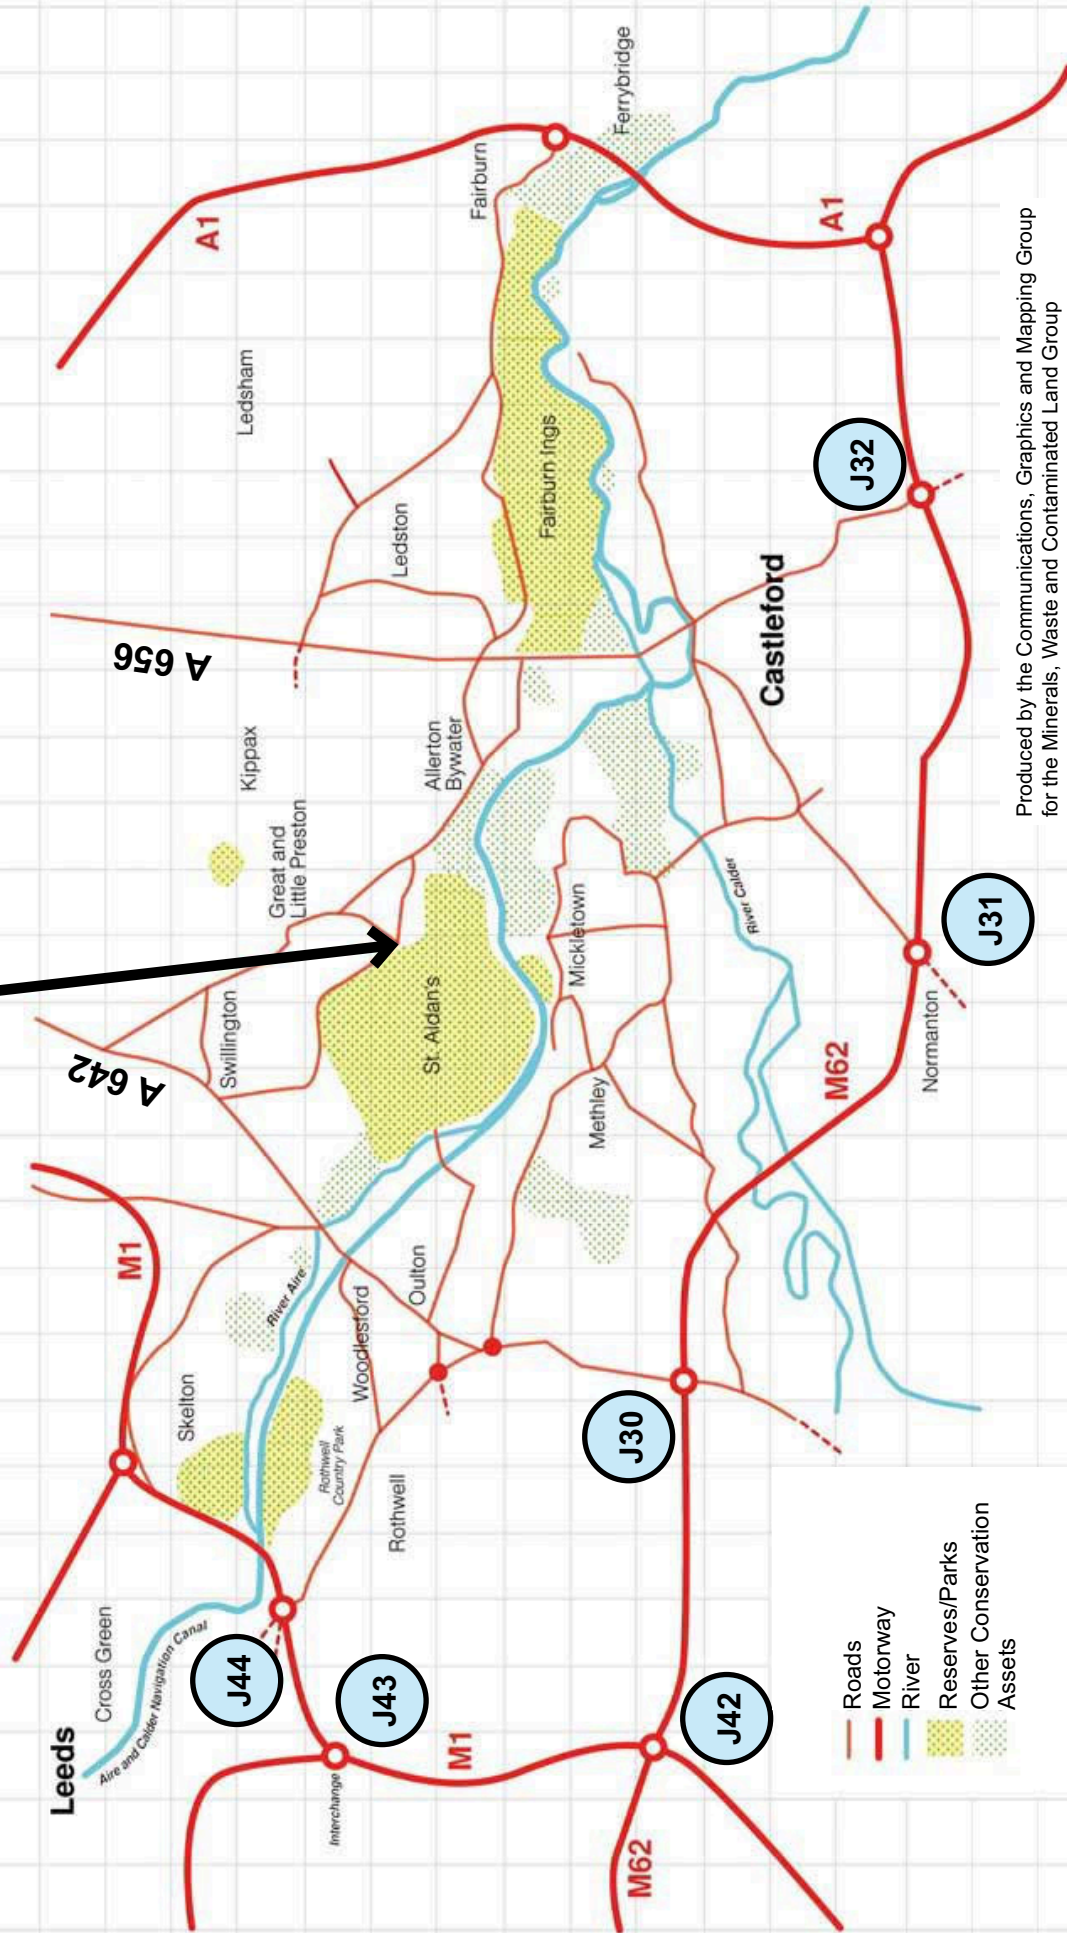 Leeds
Cross Green
Aire and Calder Navigation Canal
J44
J43
Interchange
M1
M62
J42
Skelton
M1
River Aire
Rothwell
Country Park
Rothwell
Woodlesford
Oulton
J30
A 642
Swillington
St. Aidan's
Great and
Little Preston
Kippax
Methley
Mickletown
River Calder
M62
Normanton
J31
A 656
Allerton
Bywater
Ledston
Ledsham
Castleford
Fairburn Ings
J32
A1
Fairburn
Ferrybridge
A1
Roads
Motorway
River
Reserves/Parks
Other Conservation
Assets
Produced by the Communications, Graphics and Mapping Group
for the Minerals, Waste and Contaminated Land Group